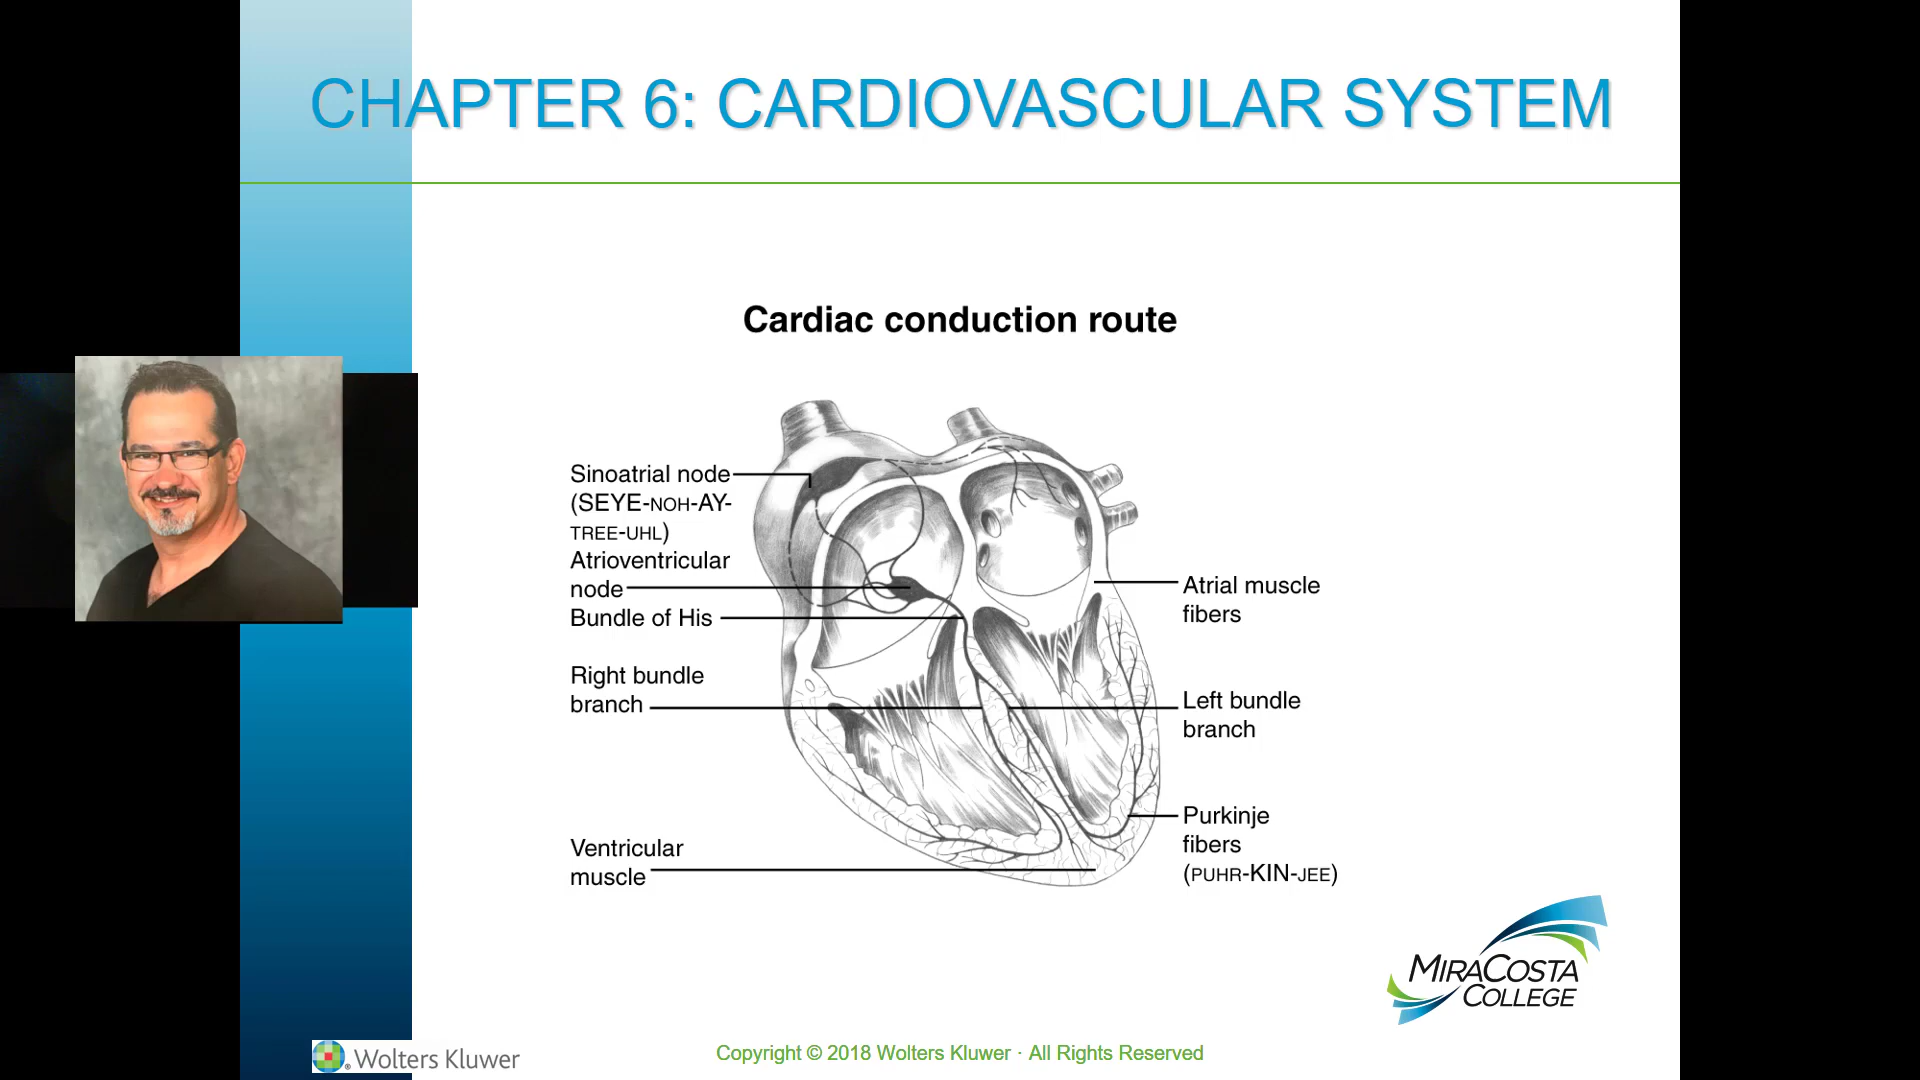 CHAPTER 6: CARDIOVASCULAR SYSTEM
Cardiac conduction route
Sinoatrial node
(SEYE-NOH-AY-
TREE-UHL)
Atrioventricular
node
Bundle of His
Right bundle
branch
Ventricular
muscle
Atrial muscle
fibers
Left bundle
branch
Purkinje
fibers
(PUHR-KIN-JEE)
MIRACOSTA
COLLEGE
Wolters Kluwer
Copyright © 2018 Wolters Kluwer · All Rights Reserved